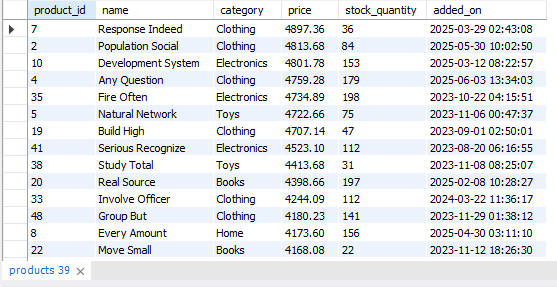 product_id name category price stock_quantity added_on
7 Response Indeed Clothing 4897.36 36 2025-03-29 02:43:08
2 Population Social Clothing 4813.68 84 2025-05-30 10:02:50
10 Development System Electronics 4801.78 153 2025-03-12 08:22:57
4 Any Question Clothing 4759.28 179 2025-06-03 13:34:03
35 Fire Often Electronics 4734.89 198 2023-10-22 04:15:51
5 Natural Network Toys 4722.66 75 2023-11-06 00:47:37
19 Build High Clothing 4707.14 47 2023-09-01 02:50:01
41 Serious Recognize Electronics 4523.10 112 2023-08-20 06:16:55
38 Study Total Toys 4413.68 31 2023-11-08 08:25:07
20 Real Source Books 4398.66 197 2025-02-08 10:28:27
33 Involve Officer Clothing 4244.09 112 2024-03-22 11:36:17
48 Group But Clothing 4180.23 141 2023-11-29 01:38:12
8 Every Amount Home 4173.60 156 2025-04-30 03:11:10
22 Move Small Books 4168.08 22 2023-11-12 18:26:30
products 39